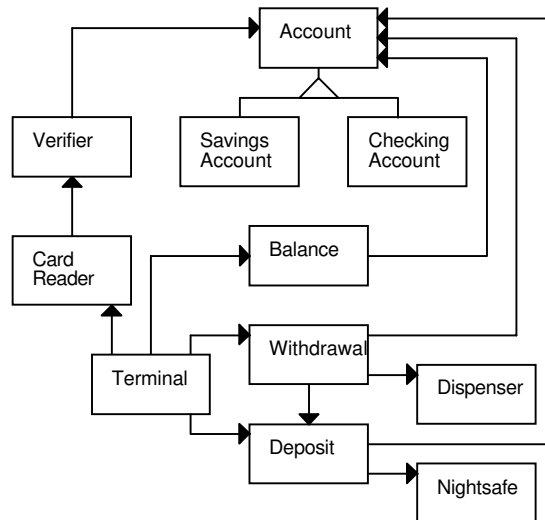 Account
Verifier
Savings
Account
Checking
Account
Card
Reader
Balance
Terminal
Withdrawal
Dispenser
Deposit
Nightsafe